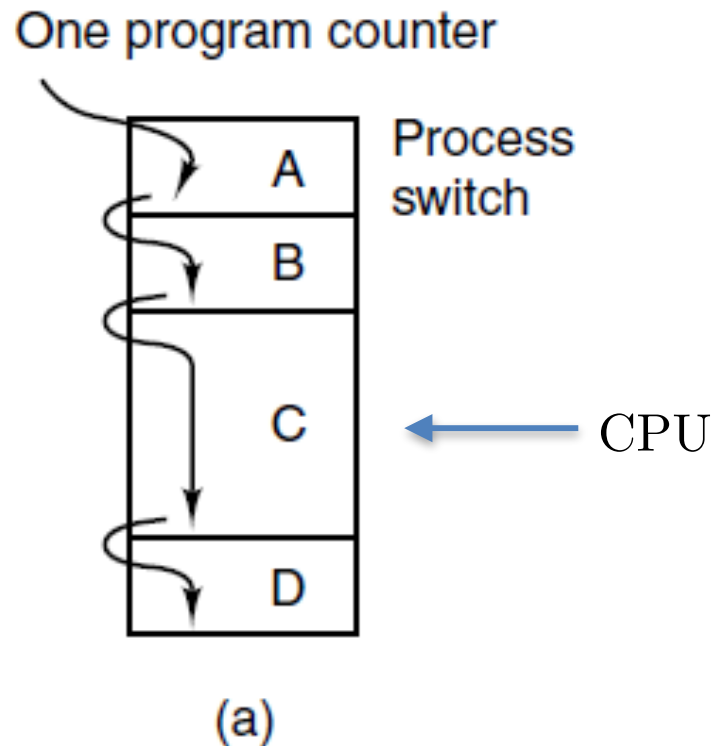 One program counter
Process
switch
A
B
C
CPU
D
(a)